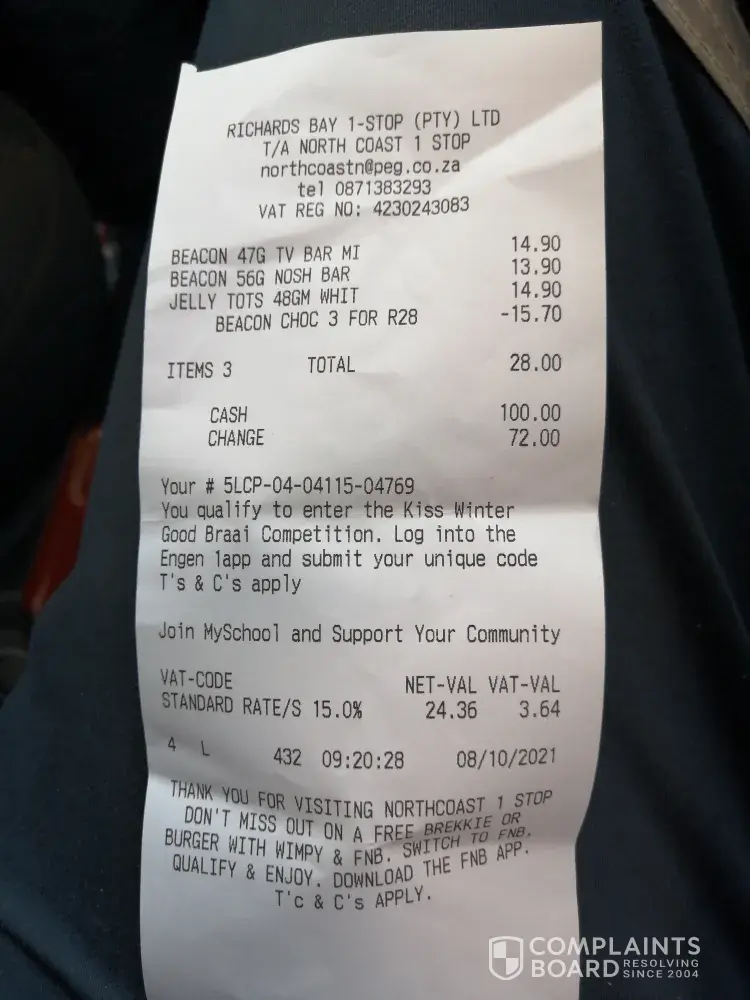 RICHARDS BAY 1-STOP (PTY) LTD
T/A NORTH COAST 1 STOP
northcoastn@peg.co.za
tel 0871383293
VAT REG NO: 4230243083
BEACON 47G TV BAR MI 14.90
BEACON 56G NOSH BAR 13.90
JELLY TOTS 48GM WHIT 14.90
BEACON CHOC 3 FOR R28 -15.70
ITEMS 3 TOTAL 28.00
CASH 100.00
CHANGE 72.00
Your # 5LCP-04-04115-04769
You qualify to enter the Kiss Winter
Good Braai Competition. Log into the
Engen 1app and submit your unique code
T's & C's apply
Join MySchool and Support Your Community
VAT-CODE NET-VAL VAT-VAL
STANDARD RATE/S 15.0% 24.36 3.64
4 L 432 09:20:28 08/10/2021
THANK YOU FOR VISITING NORTHCOAST 1 STOP
DON'T MISS OUT ON A FREE BREKKIE OR
BURGER WITH WIMPY & FNB. SWITCH TO FNB.
QUALIFY & ENJOY. DOWNLOAD THE FNB APP.
T'c & C's APPLY.
COMPLAINTS
BOARD RESOLVING
SINCE 2004